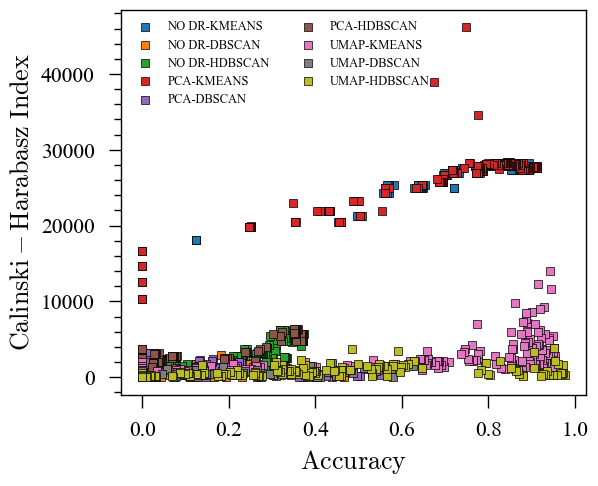 NO DR-KMEANS
NO DR-DBSCAN
NO DR-HDBSCAN
PCA-KMEANS
PCA-DBSCAN
PCA-HDBSCAN
UMAP-KMEANS
UMAP-DBSCAN
UMAP-HDBSCAN
Calinski − Harabasz Index
40000
30000
20000
10000
0
0.0 0.2 0.4 0.6 0.8 1.0
Accuracy